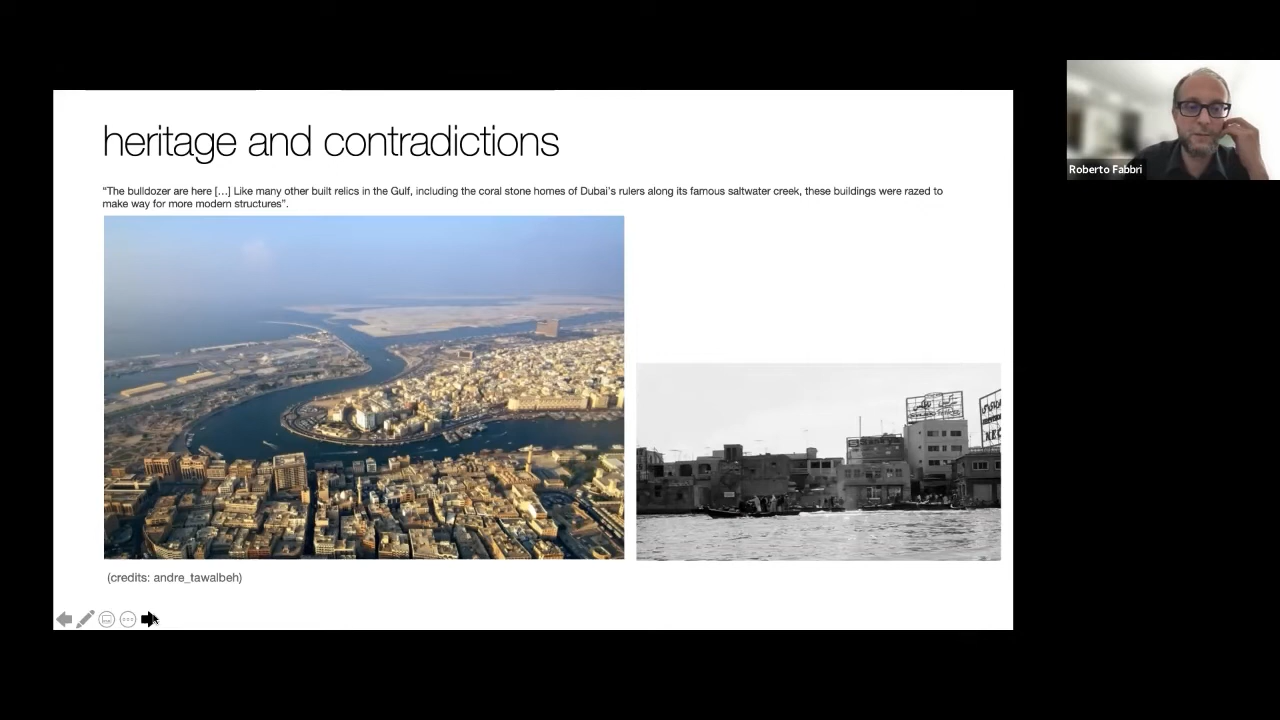 heritage and contradictions
“The bulldozer are here [...] Like many other built relics in the Gulf, including the coral stone homes of Dubai’s rulers along its famous saltwater creek, these buildings were razed to
make way for more modern structures”.
(credits: andre_tawalbeh)
Roberto Fabbri